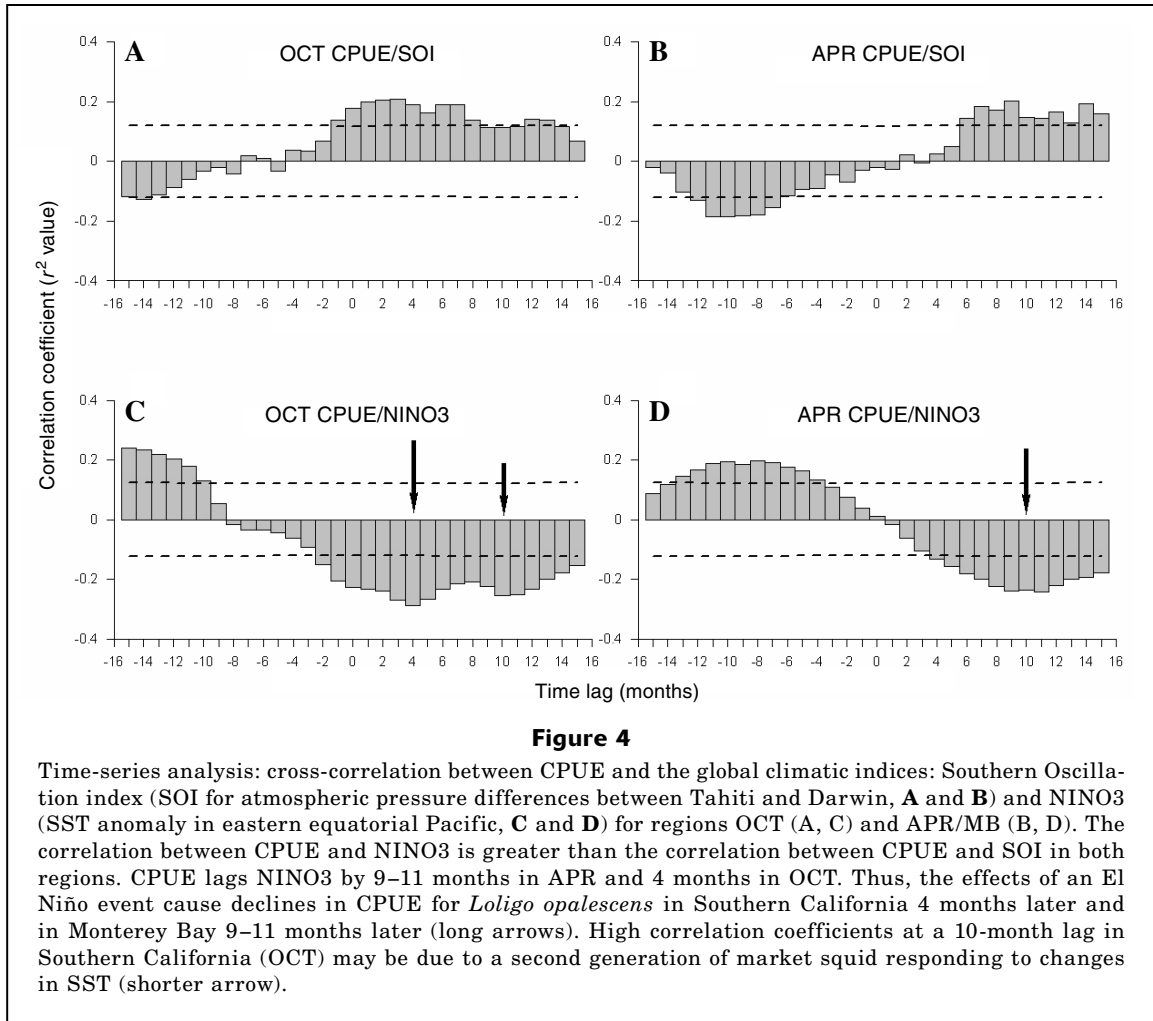 A
OCT CPUE/SOI
0.4
0.2
0
-0.2
-0.4
-16 -14 -12 -10 -8 -6 -4 -2 0 2 4 6 8 10 12 14 16
B
APR CPUE/SOI
0.4
0.2
0
-0.2
-0.4
-16 -14 -12 -10 -8 -6 -4 -2 0 2 4 6 8 10 12 14 16
Correlation coefficient (r² value)
C
OCT CPUE/NINO3
0.4
0.2
0
-0.2
-0.4
-16 -14 -12 -10 -8 -6 -4 -2 0 2 4 6 8 10 12 14 16
D
APR CPUE/NINO3
0.4
0.2
0
-0.2
-0.4
-16 -14 -12 -10 -8 -6 -4 -2 0 2 4 6 8 10 12 14 16
Time lag (months)
Figure 4
Time-series analysis: cross-correlation between CPUE and the global climatic indices: Southern Oscilla-
tion index (SOI for atmospheric pressure differences between Tahiti and Darwin, A and B) and NINO3
(SST anomaly in eastern equatorial Pacific, C and D) for regions OCT (A, C) and APR/MB (B, D). The
correlation between CPUE and NINO3 is greater than the correlation between CPUE and SOI in both
regions. CPUE lags NINO3 by 9–11 months in APR and 4 months in OCT. Thus, the effects of an El
Niño event cause declines in CPUE for Loligo opalescens in Southern California 4 months later and
in Monterey Bay 9–11 months later (long arrows). High correlation coefficients at a 10-month lag in
Southern California (OCT) may be due to a second generation of market squid responding to changes
in SST (shorter arrow).